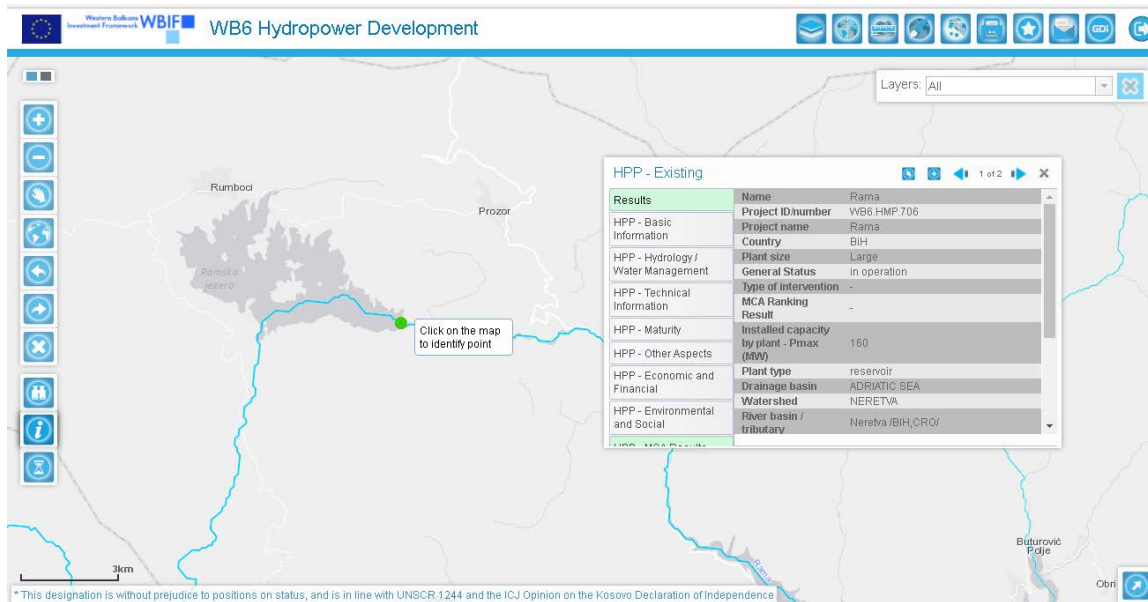 Western Balkans
Investment Framework
WBIF
WB6 Hydropower Development
GDi
Layers: All
Rumboci
Prozor
Ramsko
jezero
Click on the map
to identify point
HPP - Existing
1 of 2
Results
HPP - Basic
Information
HPP - Hydrology /
Water Management
HPP - Technical
Information
HPP - Maturity
HPP - Other Aspects
HPP - Economic and
Financial
HPP - Environmental
and Social
HPP - MCA Results
Name Rama
Project ID/number WB6.HMP.706
Project name Rama
Country BiH
Plant size Large
General Status in operation
Type of intervention -
MCA Ranking
Result -
Installed capacity
by plant - Pmax
(MW) 160
Plant type reservoir
Drainage basin ADRIATIC SEA
Watershed NERETVA
River basin /
tributary Neretva /BIH,CRO/
Rama
Buturović
Polje
Obri
3km
* This designation is without prejudice to positions on status, and is in line with UNSCR 1244 and the ICJ Opinion on the Kosovo Declaration of Independence